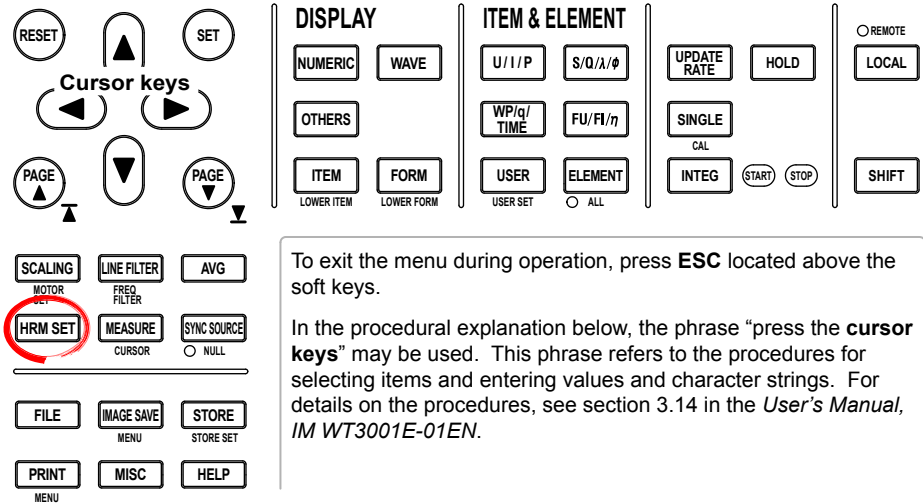 RESET
SET
Cursor keys
PAGE
PAGE
DISPLAY
NUMERIC WAVE
OTHERS
ITEM FORM
LOWER ITEM LOWER FORM
ITEM & ELEMENT
U / I / P S/Q/λ/ø
WP/q/
TIME
FU/FI/η
USER ELEMENT
USER SET ALL
UPDATE
RATE
HOLD
SINGLE
CAL
INTEG START STOP
REMOTE
LOCAL
SHIFT
SCALING LINE FILTER AVG
MOTOR
SET
FREQ
FILTER
HRM SET MEASURE SYNC SOURCE
CURSOR NULL
FILE IMAGE SAVE STORE
MENU STORE SET
PRINT MISC HELP
MENU
To exit the menu during operation, press ESC located above the
soft keys.
In the procedural explanation below, the phrase “press the cursor
keys” may be used. This phrase refers to the procedures for
selecting items and entering values and character strings. For
details on the procedures, see section 3.14 in the User’s Manual,
IM WT3001E-01EN.